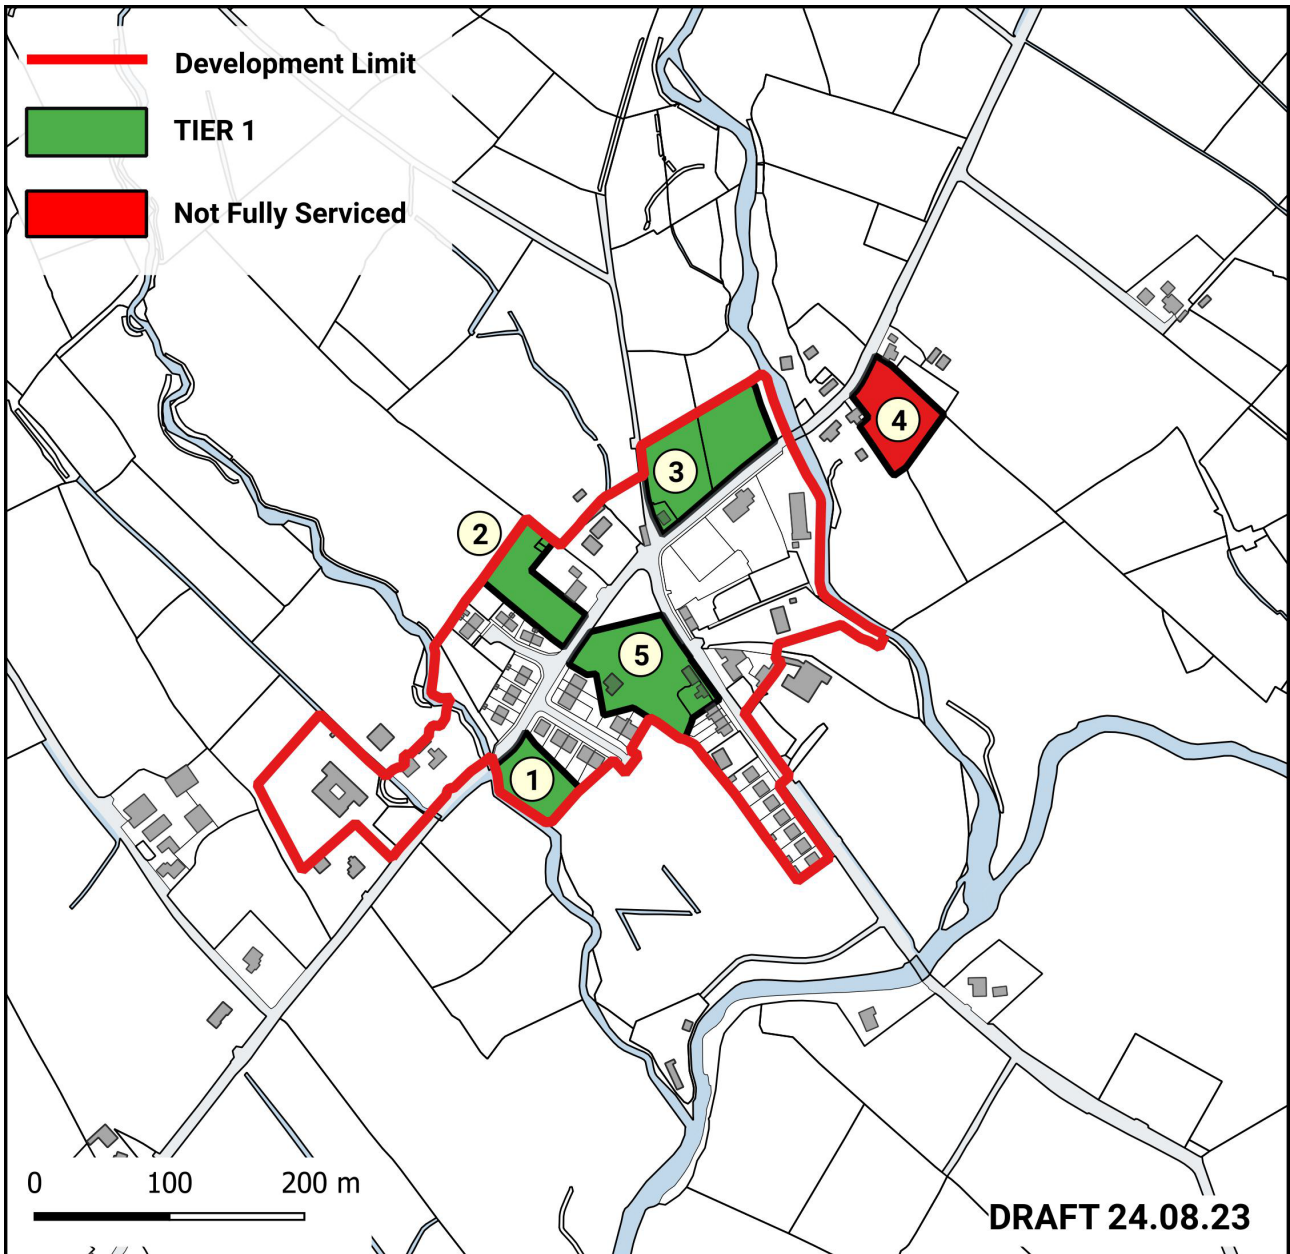 Development Limit
TIER 1
Not Fully Serviced
4
3
2
5
1
0 100 200 m
DRAFT 24.08.23